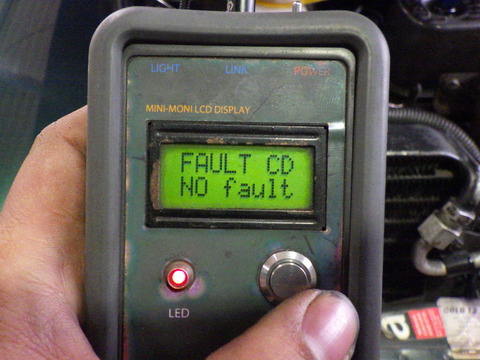 LIGHT LINK POWER
MINI-MONI LCD DISPLAY
FAULT CD
NO fault
LED